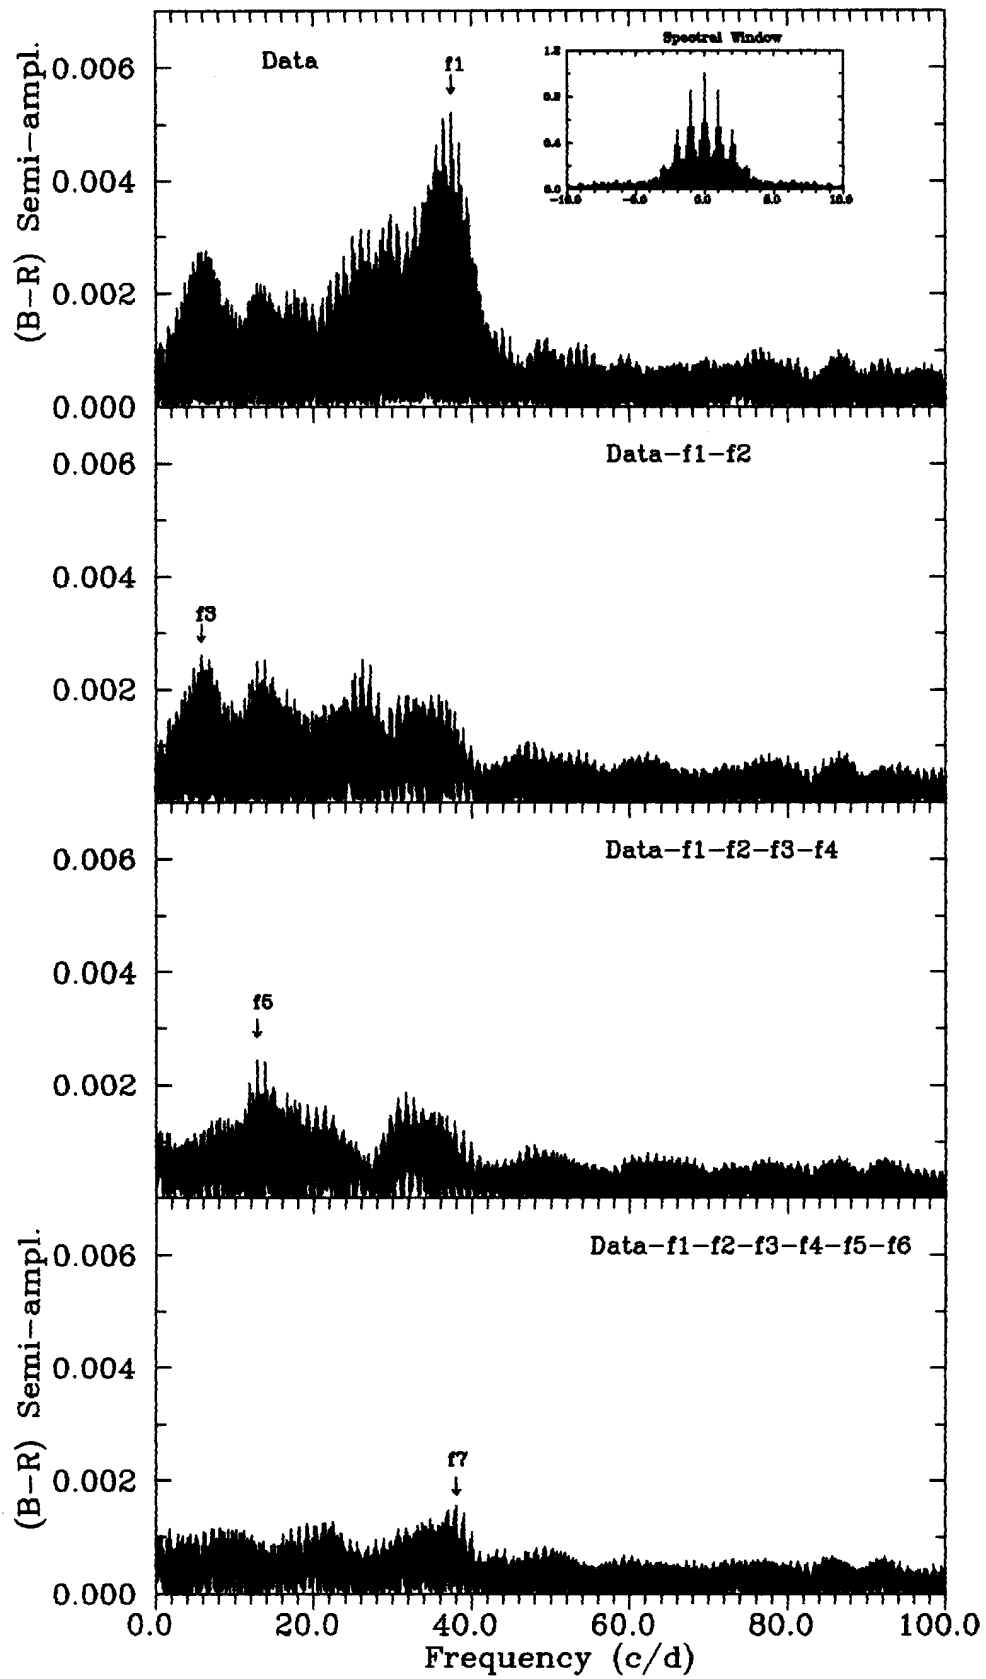 (B−R) Semi−ampl.
0.006
0.004
0.002
0.000
Data
f1
Spectral Window
1.2
0.8
0.4
0.0
−10.0 −5.0 0.0 5.0 10.0
Data−f1−f2
0.006
0.004
0.002
f3
Data−f1−f2−f3−f4
0.006
0.004
0.002
f5
(B−R) Semi−ampl.
Data−f1−f2−f3−f4−f5−f6
0.006
0.004
0.002
0.000
f7
0.0 20.0 40.0 60.0 80.0 100.0
Frequency (c/d)